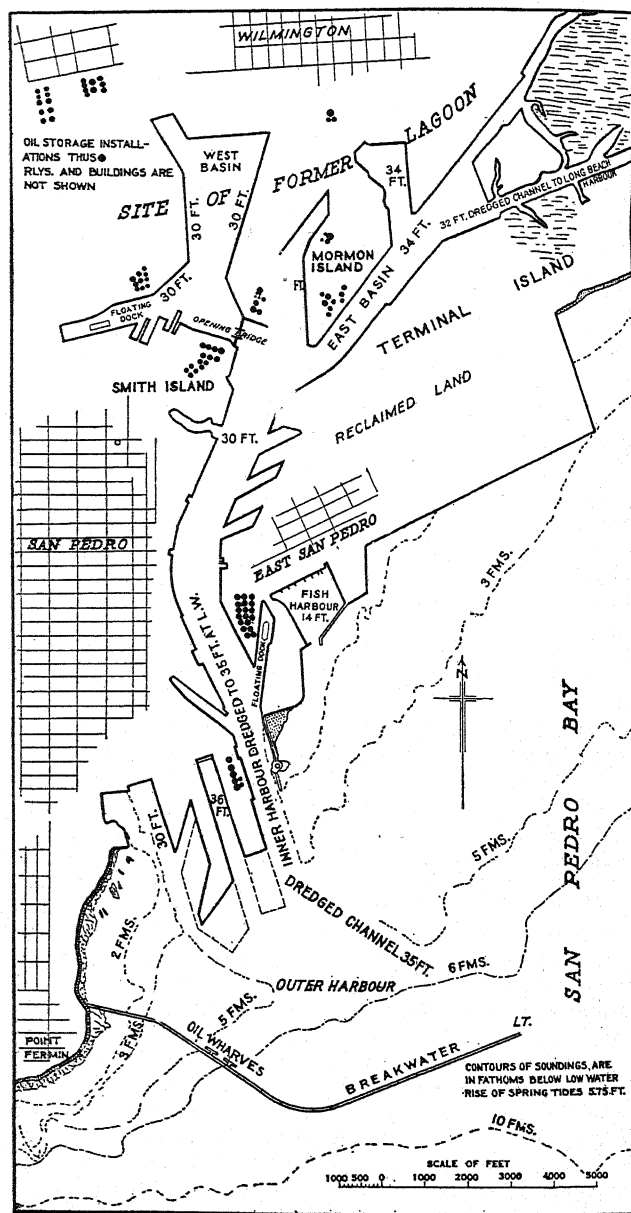 WILMINGTON
OIL STORAGE INSTALL-
ATIONS THUS
RLYS. AND BUILDINGS ARE
NOT SHOWN
WEST
BASIN
SITE OF FORMER LAGOON
30 FT.
30 FT.
34
FT.
34 FT.
32 FT. DREDGED CHANNEL TO LONG BEACH
HARBOUR
MORMON
ISLAND
FT.
EAST BASIN
30 FT.
FLOATING
DOCK
OPENING BRIDGE
TERMINAL ISLAND
SMITH ISLAND
RECLAIMED LAND
30 FT.
SAN PEDRO
EAST SAN PEDRO
3 FMS.
FISH
HARBOUR
14 FT.
FLOATING DOCK
INNER HARBOUR DREDGED TO 35 FT. AT L.W.
N
SAN PEDRO BAY
30 FT.
36
FT.
5 FMS.
DREDGED CHANNEL 35 FT.
2 FMS.
6 FMS.
OUTER HARBOUR
5 FMS.
3 FMS.
OIL WHARVES
POINT
FERMIN
BREAKWATER
LT.
CONTOURS OF SOUNDINGS, ARE
IN FATHOMS BELOW LOW WATER
RISE OF SPRING TIDES 5.75 FT.
10 FMS.
SCALE OF FEET
1000 500 0 1000 2000 3000 4000 5000